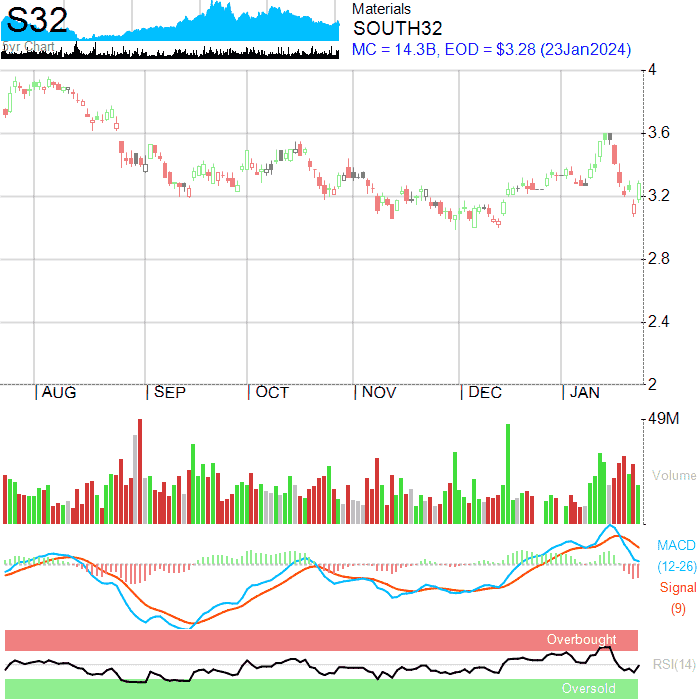 S32
5yr Chart
Materials
SOUTH32
MC = 14.3B, EOD = $3.28 (23Jan2024)
4
3.6
3.2
2.8
2.4
2
AUG SEP OCT NOV DEC JAN
49M
Volume
MACD
(12-26)
Signal
(9)
Overbought
RSI(14)
Oversold